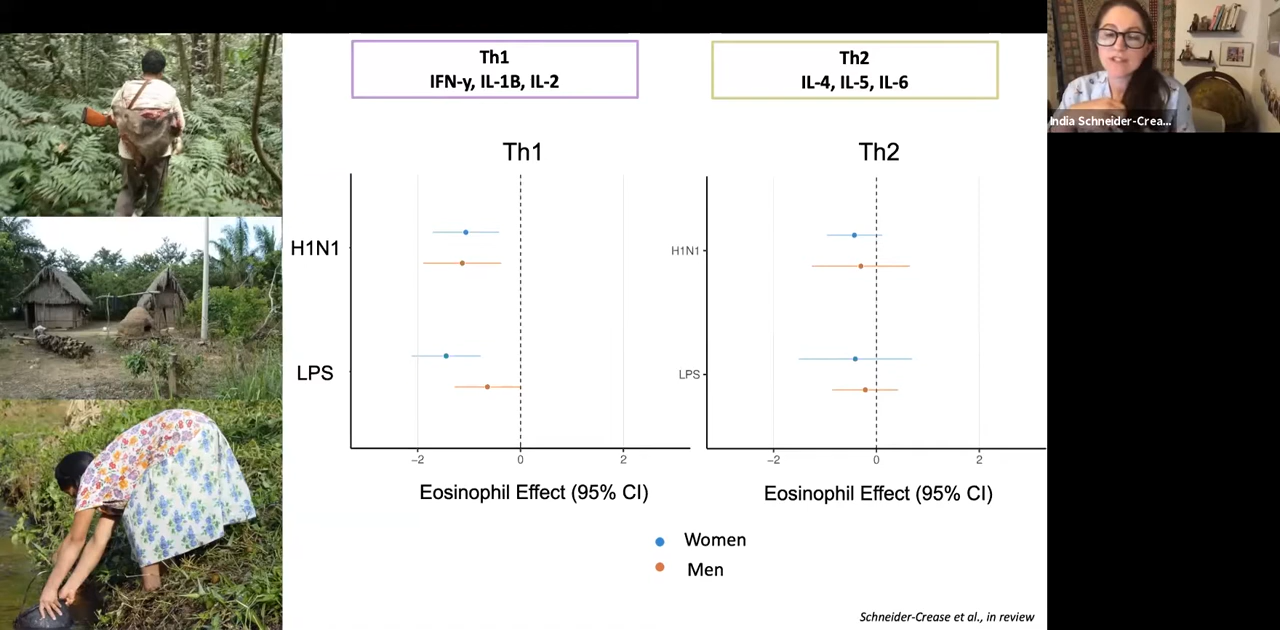 Th1
IFN-y, IL-1B, IL-2
Th2
IL-4, IL-5, IL-6
India Schneider-Crea...
Th1
H1N1
LPS
−2
0
2
Eosinophil Effect (95% CI)
Th2
H1N1
LPS
−2
0
2
Eosinophil Effect (95% CI)
Women
Men
Schneider-Crease et al., in review